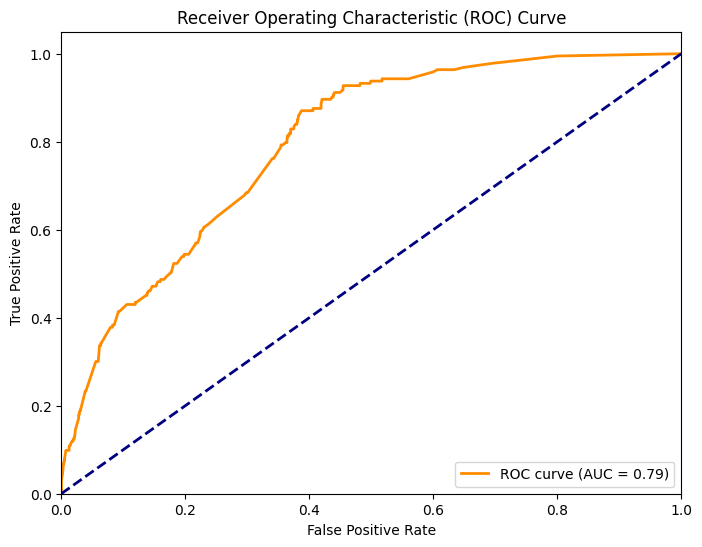 Receiver Operating Characteristic (ROC) Curve
True Positive Rate
1.0
0.8
0.6
0.4
0.2
0.0
0.0 0.2 0.4 0.6 0.8 1.0
False Positive Rate
ROC curve (AUC = 0.79)